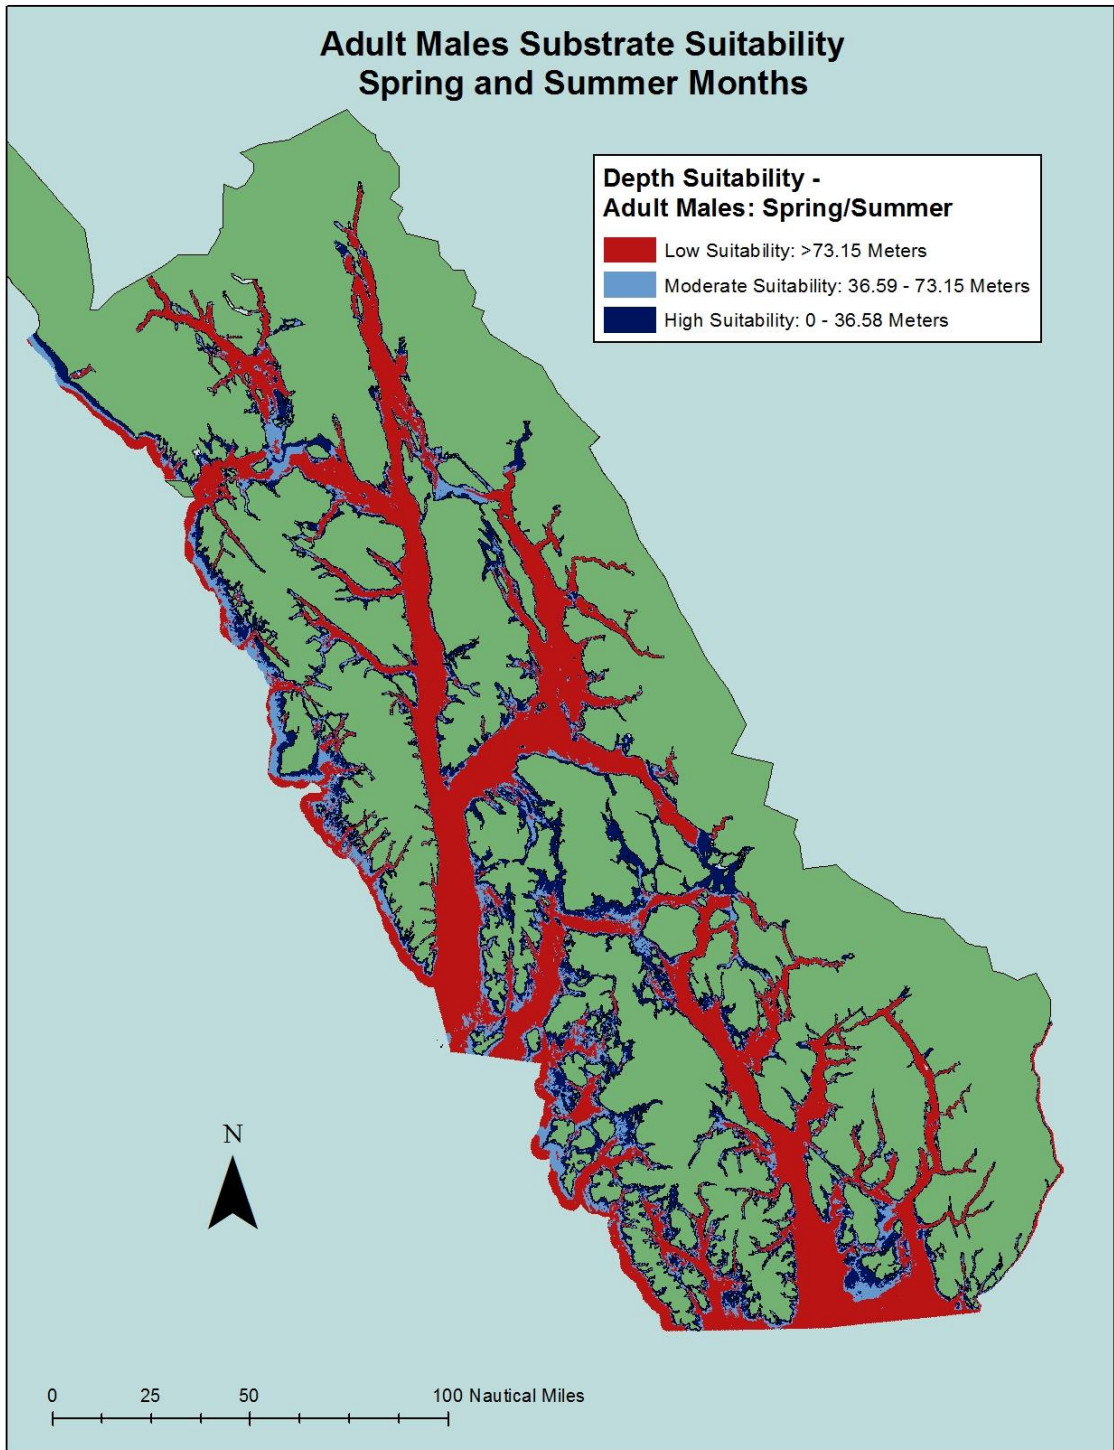 Adult Males Substrate Suitability
Spring and Summer Months
Depth Suitability -
Adult Males: Spring/Summer
Low Suitability: >73.15 Meters
Moderate Suitability: 36.59 - 73.15 Meters
High Suitability: 0 - 36.58 Meters
N
0 25 50 100 Nautical Miles